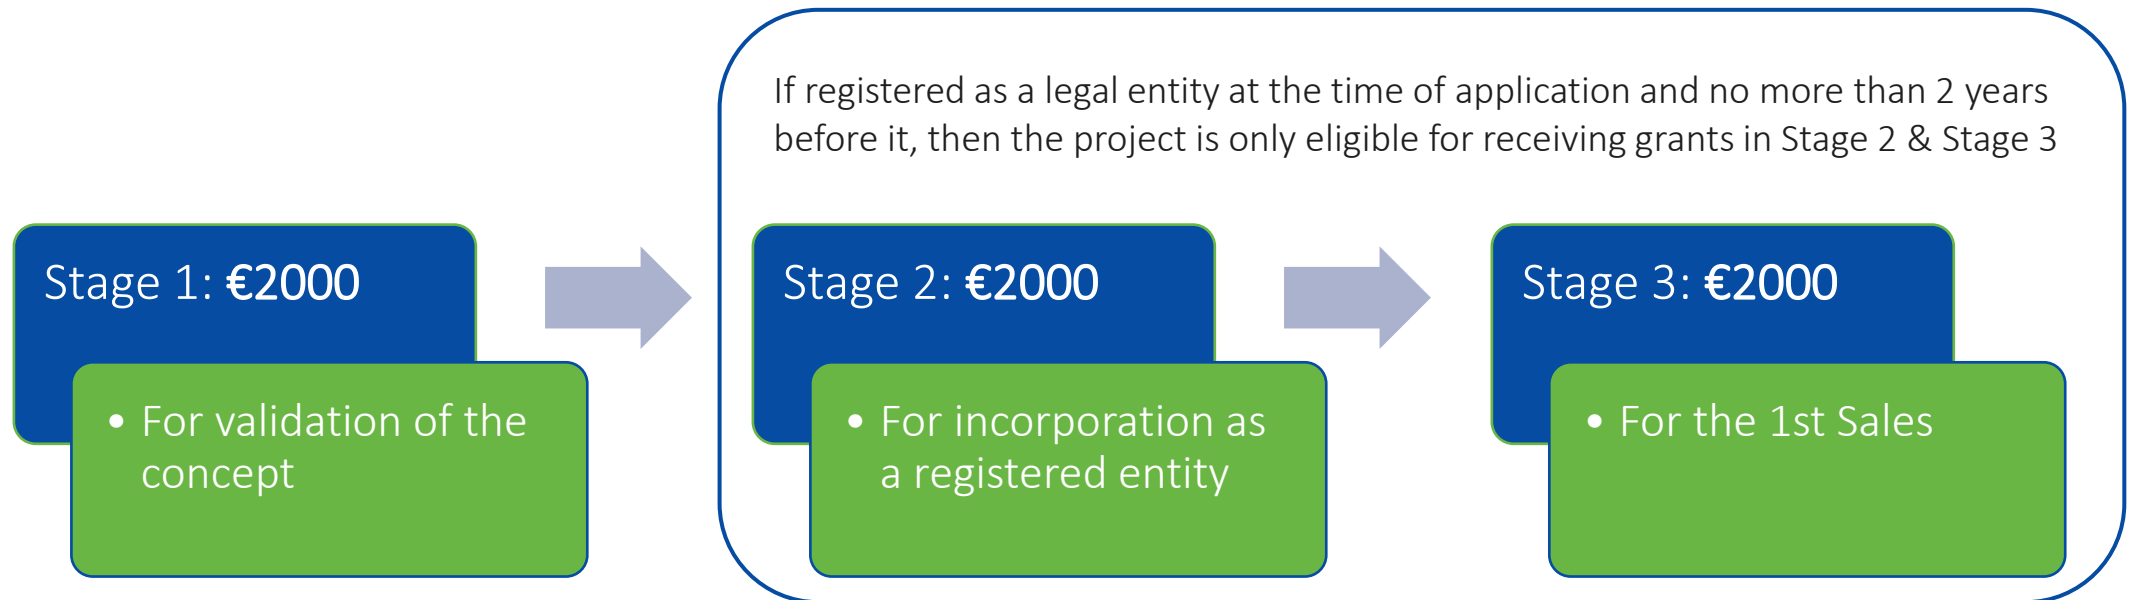 If registered as a legal entity at the time of application and no more than 2 years
before it, then the project is only eligible for receiving grants in Stage 2 & Stage 3
Stage 1: €2000
• For validation of the
concept
Stage 2: €2000
• For incorporation as
a registered entity
Stage 3: €2000
• For the 1st Sales